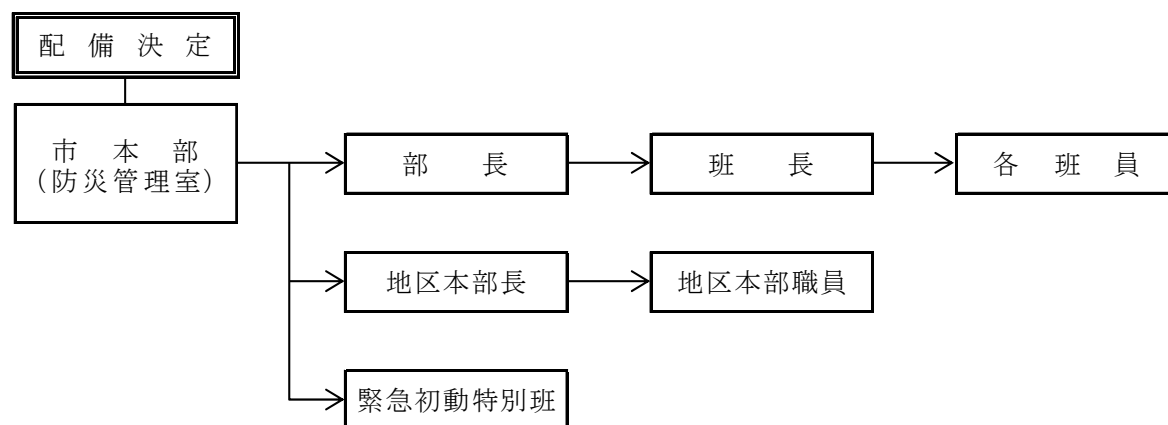 配備決定
市本部
（防災管理室）
部長
班長
各班員
地区本部長
地区本部職員
緊急初動特別班